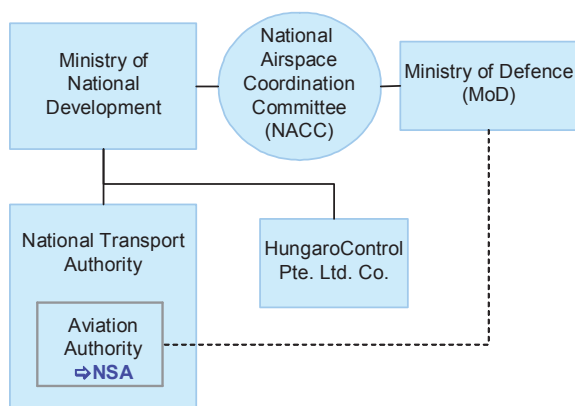 Ministry of
National
Development
National
Airspace
Coordination
Committee
(NACC)
Ministry of Defence
(MoD)
National Transport
Authority
HungaroControl
Pte. Ltd. Co.
Aviation
Authority
⇨NSA